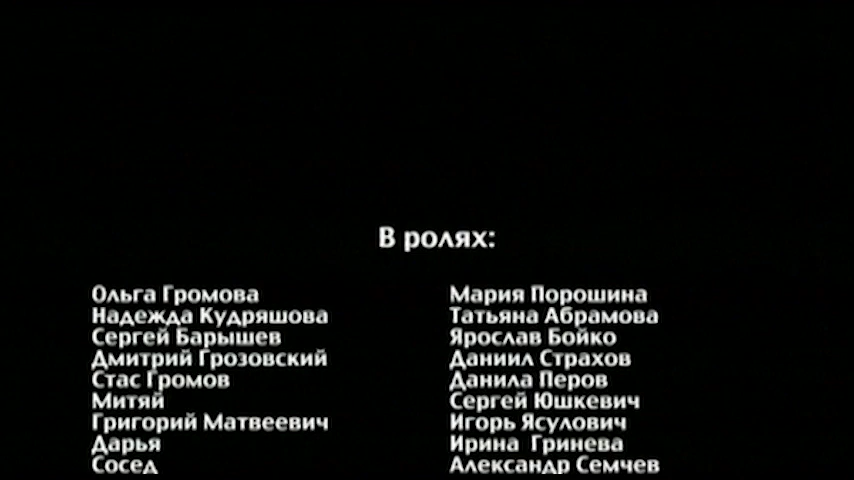 В ролях:
Ольга Громова Мария Порошина
Надежда Кудряшова Татьяна Абрамова
Сергей Барышев Ярослав Бойко
Дмитрий Грозовский Даниил Страхов
Стас Громов Данила Перов
Митяй Сергей Юшкевич
Григорий Матвеевич Игорь Ясулович
Дарья Ирина Гринева
Сосед Александр Семчев